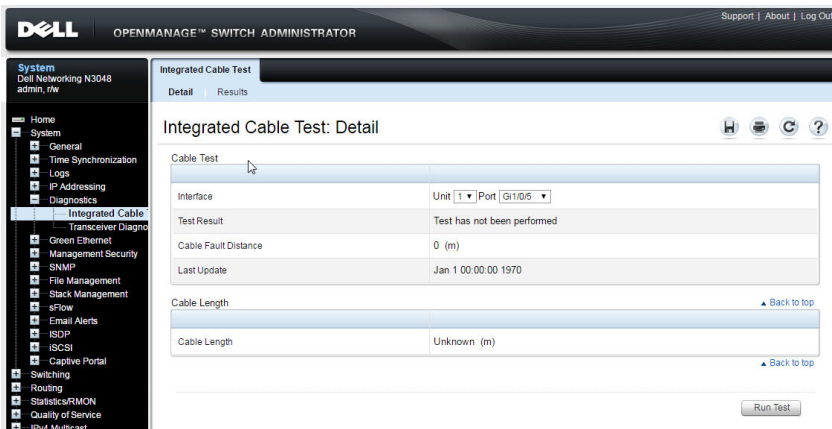 Support | About | Log Out
DELL OPENMANAGE™ SWITCH ADMINISTRATOR
System
Dell Networking N3048
admin, r/w
Home
System
General
Time Synchronization
Logs
IP Addressing
Diagnostics
Integrated Cable
Transceiver Diagno
Green Ethernet
Management Security
SNMP
File Management
Stack Management
sFlow
Email Alerts
ISDP
iSCSI
Captive Portal
Switching
Routing
Statistics/RMON
Quality of Service
IPv4 Multicast
Integrated Cable Test
Detail Results
Integrated Cable Test: Detail
Cable Test
Interface Unit 1 Port Gi1/0/5
Test Result Test has not been performed
Cable Fault Distance 0 (m)
Last Update Jan 1 00:00:00 1970
Cable Length Back to top
Cable Length Unknown (m)
Back to top
Run Test